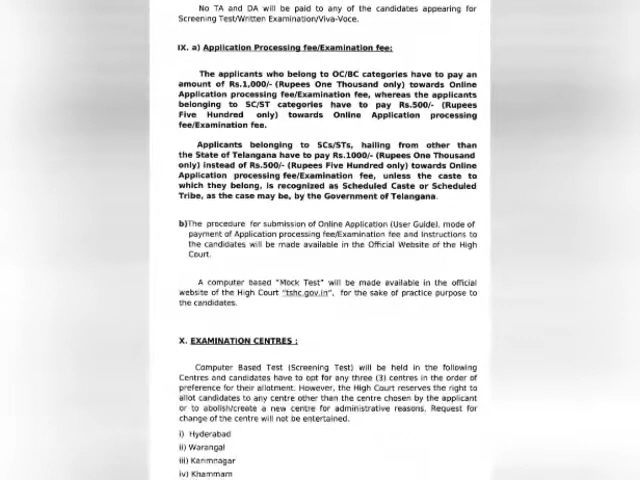 No TA and DA will be paid to any of the candidates appearing for
Screening Test/Written Examination/Viva-Voce.
IX. a) Application Processing fee/Examination fee:
The applicants who belong to OC/BC categories have to pay an
amount of Rs.1,000/- (Rupees One Thousand only) towards Online
Application processing fee/Examination fee, whereas the applicants
belonging to SC/ST categories have to pay Rs.500/- (Rupees
Five Hundred only) towards Online Application processing
fee/Examination fee.
Applicants belonging to SCs/STs, hailing from other than
the State of Telangana have to pay Rs.1000/- (Rupees One Thousand
only) instead of Rs.500/- (Rupees Five Hundred only) towards Online
Application processing fee/Examination fee, unless the caste to
which they belong, is recognized as Scheduled Caste or Scheduled
Tribe, as the case may be, by the Government of Telangana.
b)The procedure for submission of Online Application (User Guide), mode of
payment of Application processing fee/Examination fee and Instructions to
the candidates will be made available in the Official Website of the High
Court.
A computer based "Mock Test" will be made available in the official
website of the High Court "tshc.gov.in", for the sake of practice purpose to
the candidates.
X. EXAMINATION CENTRES :
Computer Based Test (Screening Test) will be held in the following
Centres and candidates have to opt for any three (3) centres in the order of
preference for their allotment. However, the High Court reserves the right to
allot candidates to any centre other than the centre chosen by the applicant
or to abolish/create a new centre for administrative reasons. Request for
change of the centre will not be entertained.
i) Hyderabad
ii) Warangal
iii) Karimnagar
iv) Khammam